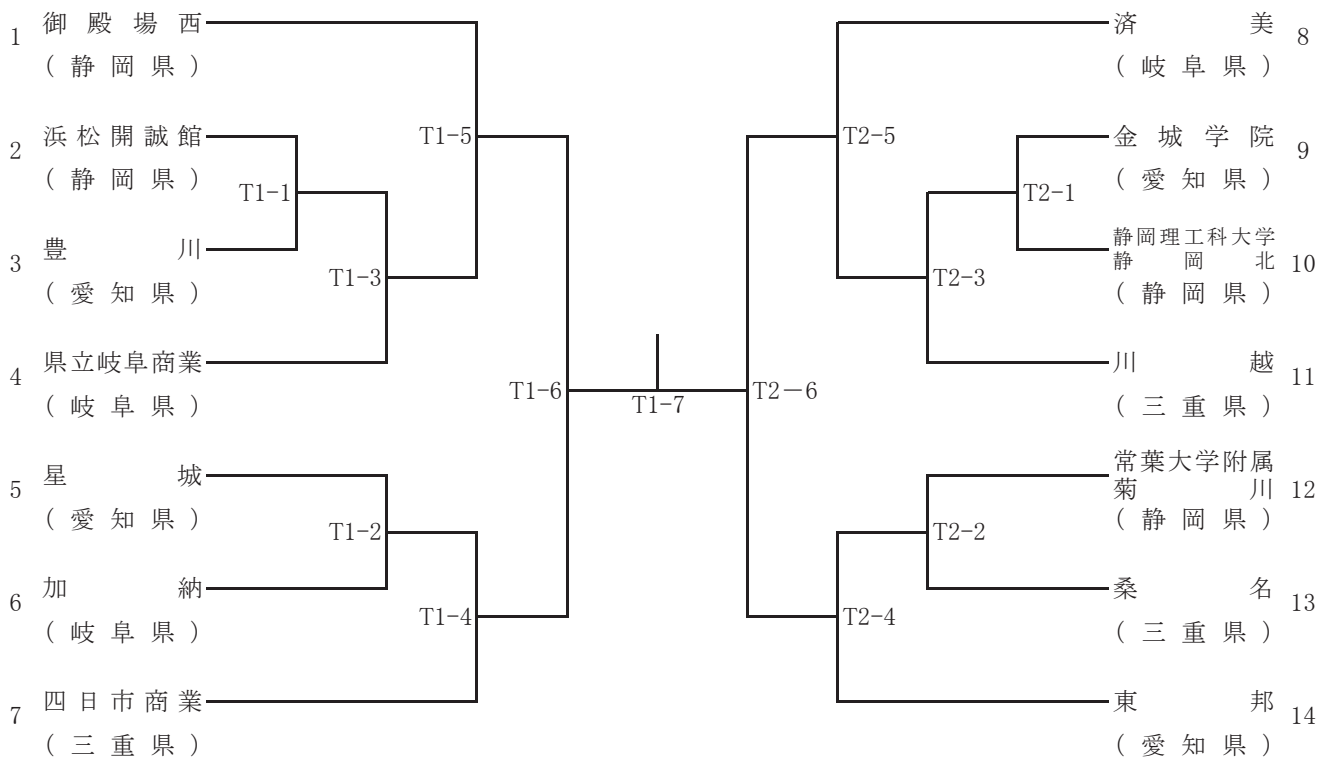 1
御殿場西
(静岡県)
2
浜松開誠館
(静岡県)
3
豊川
(愛知県)
4
県立岐阜商業
(岐阜県)
5
星城
(愛知県)
6
加納
(岐阜県)
7
四日市商業
(三重県)
T1-1
T1-3
T1-5
T1-2
T1-4
T1-6
T1-7
T2－6
T2-5
T2-1
T2-3
T2-2
T2-4
済美
(岐阜県)
8
金城学院
(愛知県)
9
静岡理工科大学
静岡北
(静岡県)
10
川越
(三重県)
11
常葉大学附属
菊川
(静岡県)
12
桑名
(三重県)
13
東邦
(愛知県)
14